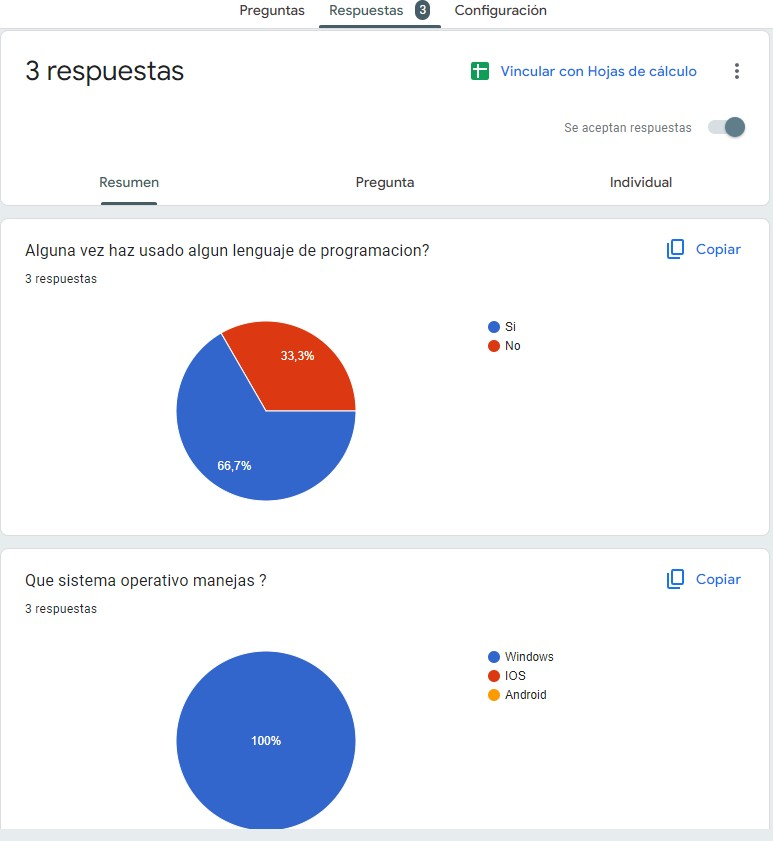 Preguntas Respuestas 3 Configuración
3 respuestas
Vincular con Hojas de cálculo
Se aceptan respuestas
Resumen Pregunta Individual
Alguna vez haz usado algun lenguaje de programacion?
Copiar
3 respuestas
Si
No
33,3%
66,7%
Que sistema operativo manejas ?
Copiar
3 respuestas
Windows
IOS
Android
100%